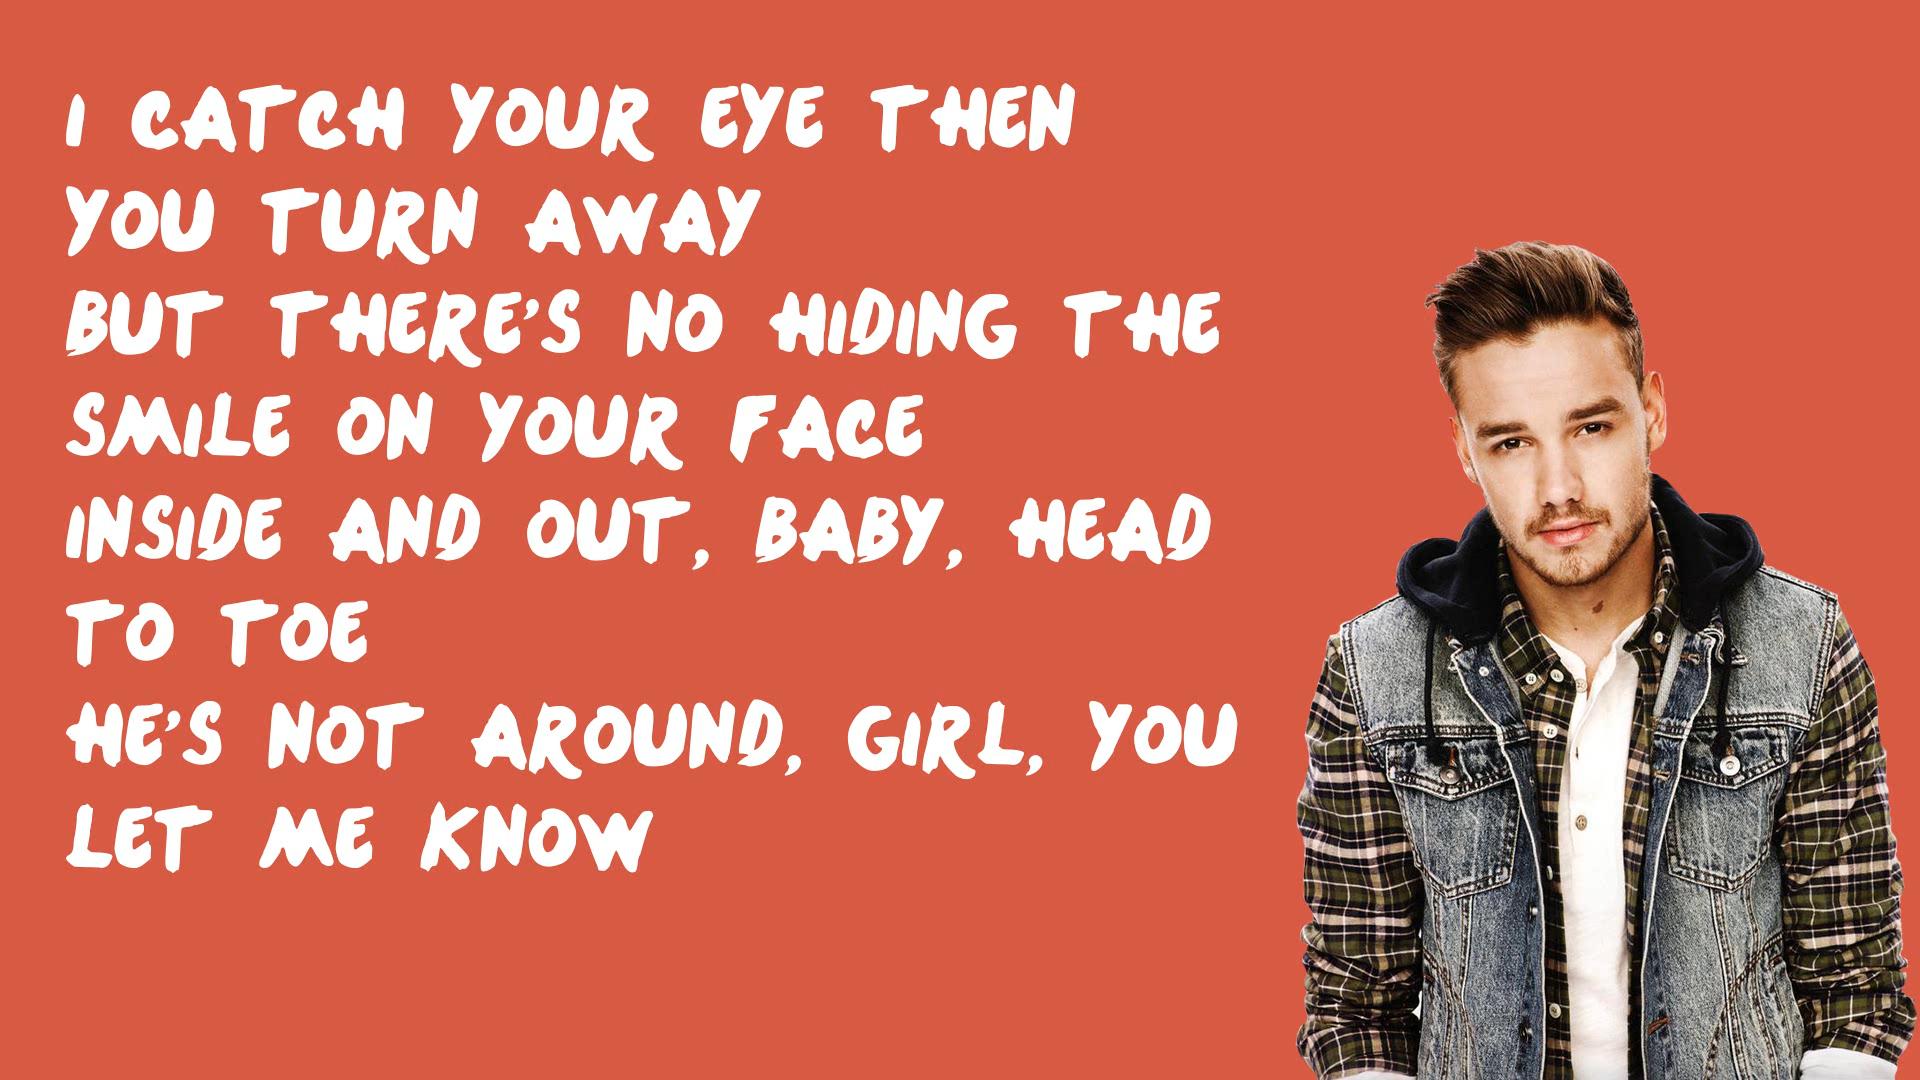 I CATCH YOUR EYE THEN
YOU TURN AWAY
BUT THERE'S NO HIDING THE
SMILE ON YOUR FACE
INSIDE AND OUT, BABY, HEAD
TO TOE
HE'S NOT AROUND, GIRL, YOU
LET ME KNOW